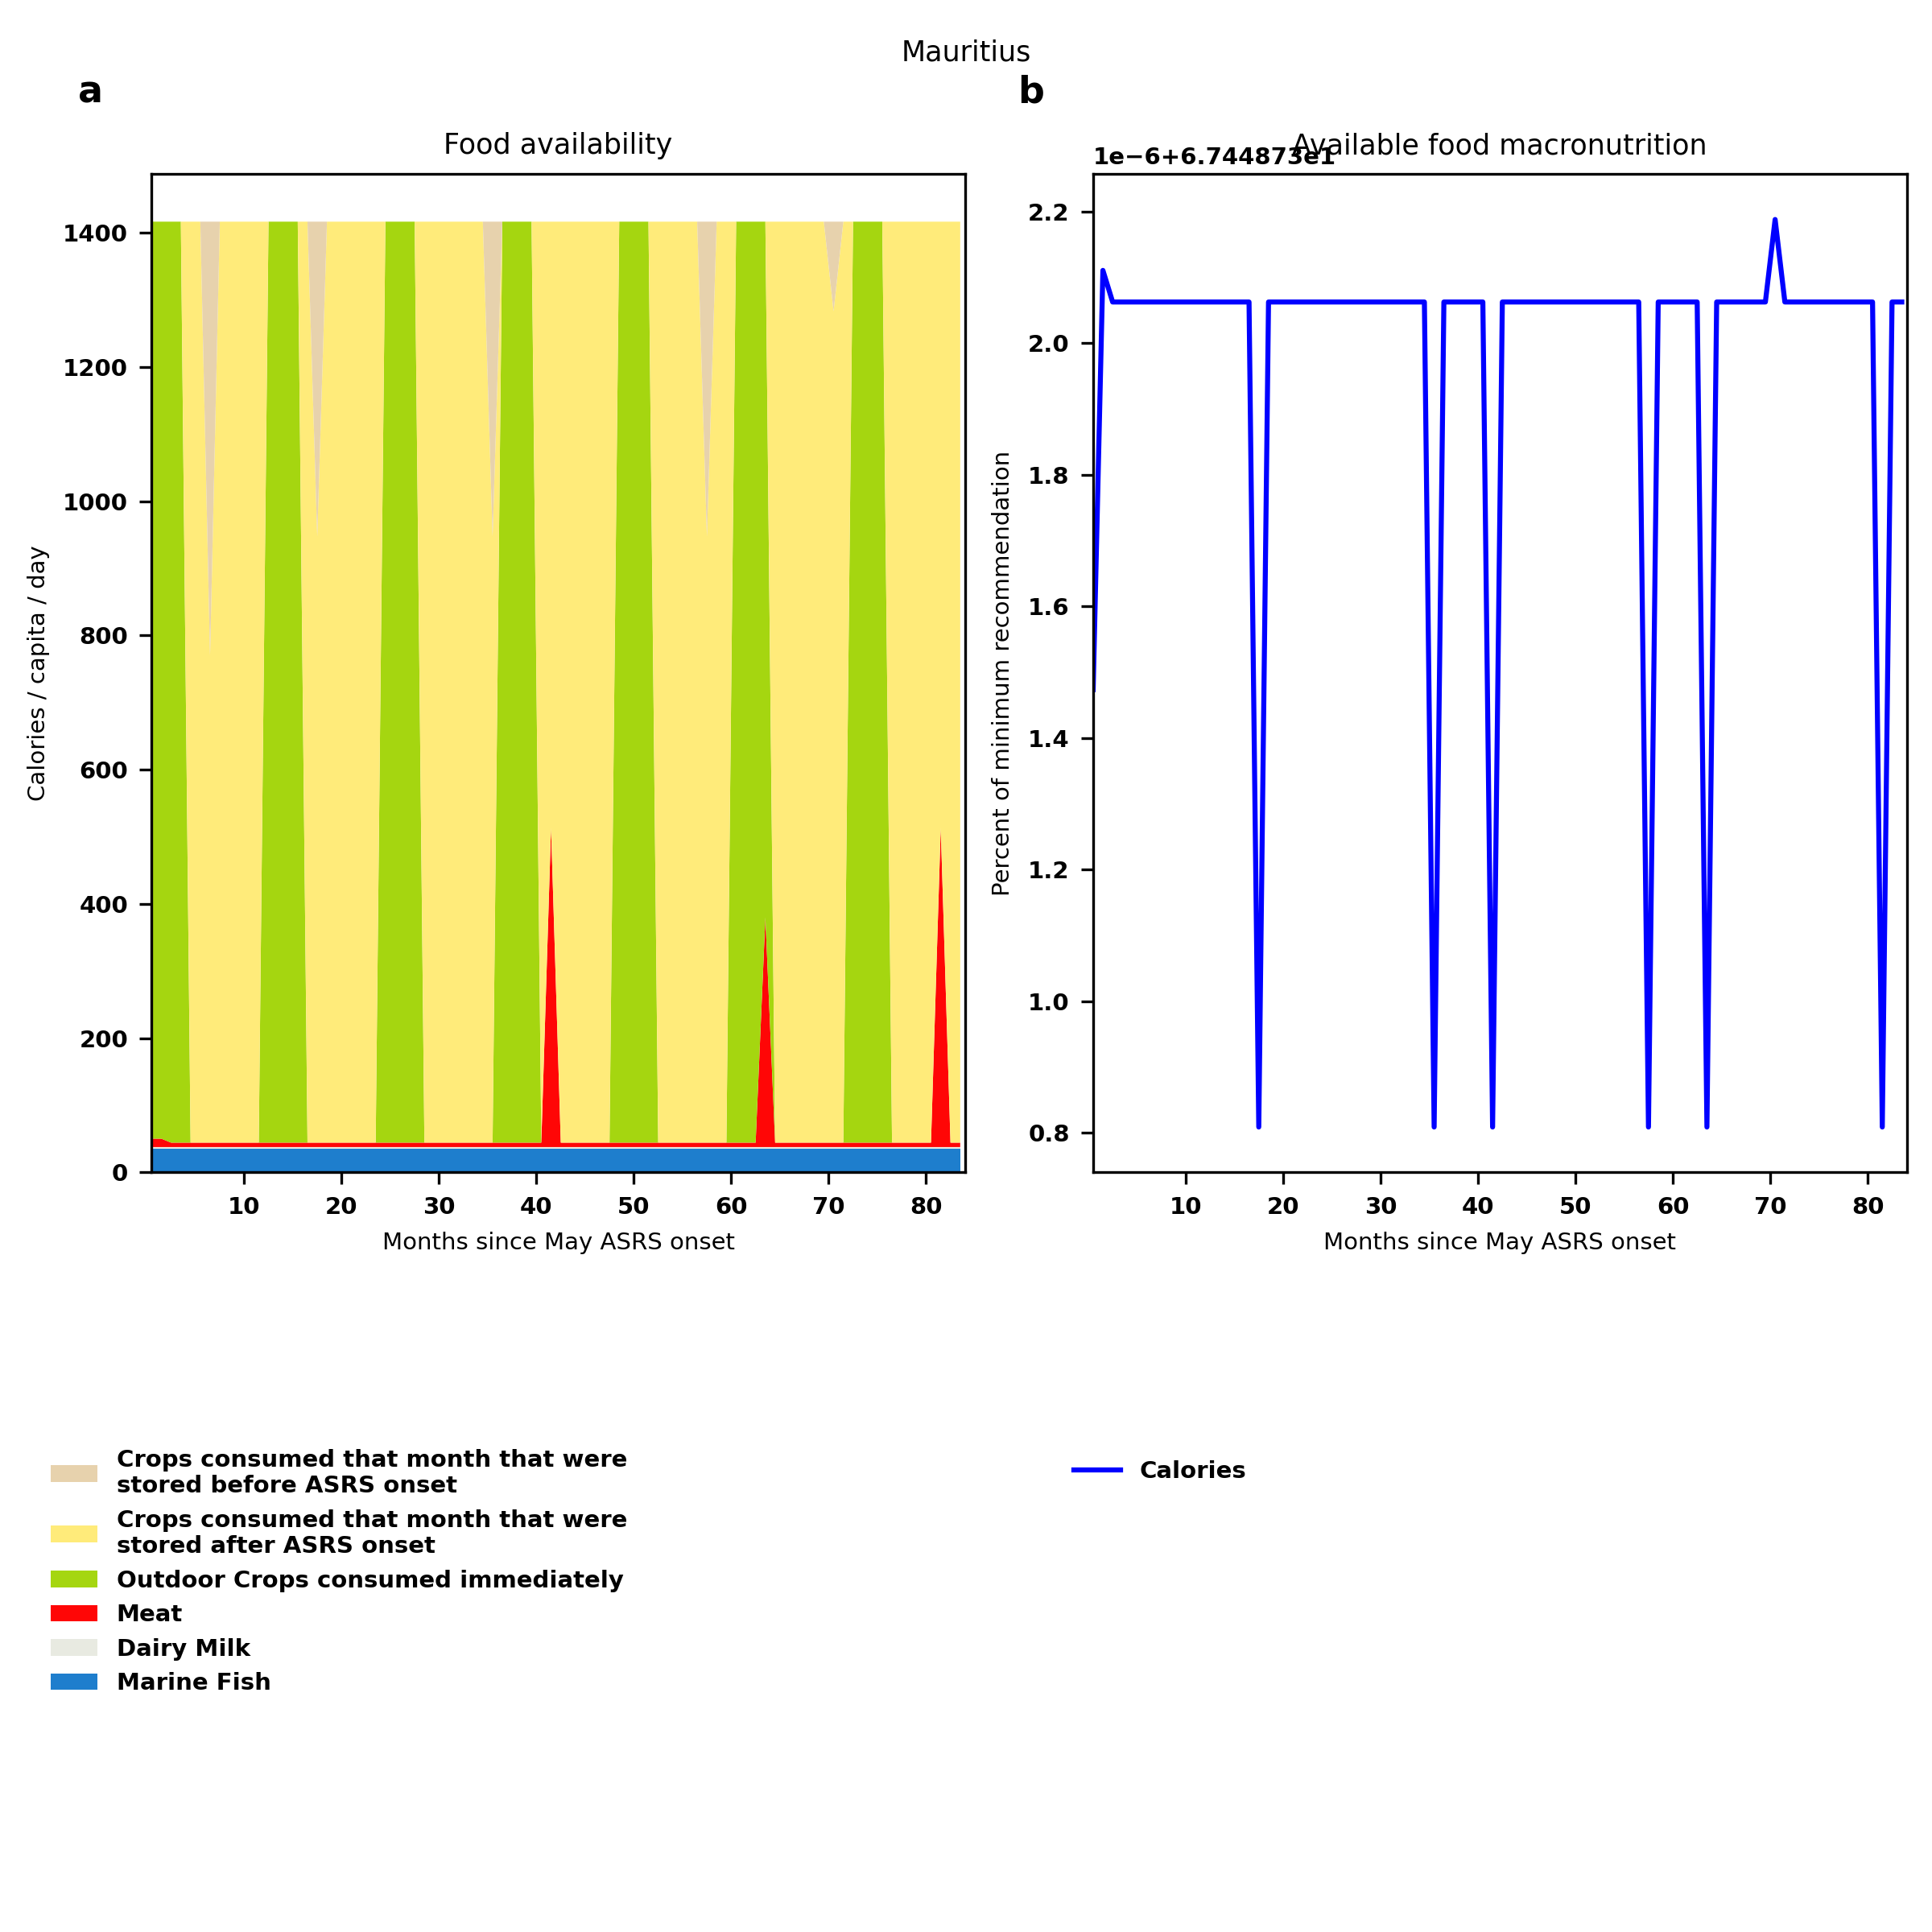 Mauritius
a
b
Food availability
Available food macronutrition
1e−6+6.744873e1
Calories / capita / day
1400
1200
1000
800
600
400
200
0
10 20 30 40 50 60 70 80
Months since May ASRS onset
Percent of minimum recommendation
2.2
2.0
1.8
1.6
1.4
1.2
1.0
0.8
10 20 30 40 50 60 70 80
Months since May ASRS onset
Crops consumed that month that were
stored before ASRS onset
Crops consumed that month that were
stored after ASRS onset
Outdoor Crops consumed immediately
Meat
Dairy Milk
Marine Fish
Calories